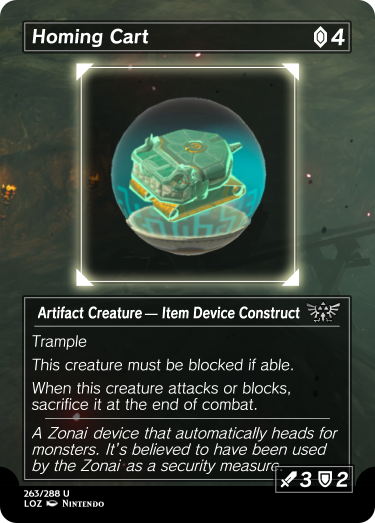 Homing Cart 4
Artifact Creature — Item Device Construct
Trample
This creature must be blocked if able.
When this creature attacks or blocks,
sacrifice it at the end of combat.
A Zonai device that automatically heads for
monsters. It's believed to have been used
by the Zonai as a security measure.
3 2
263/288 U
LOZ Nintendo